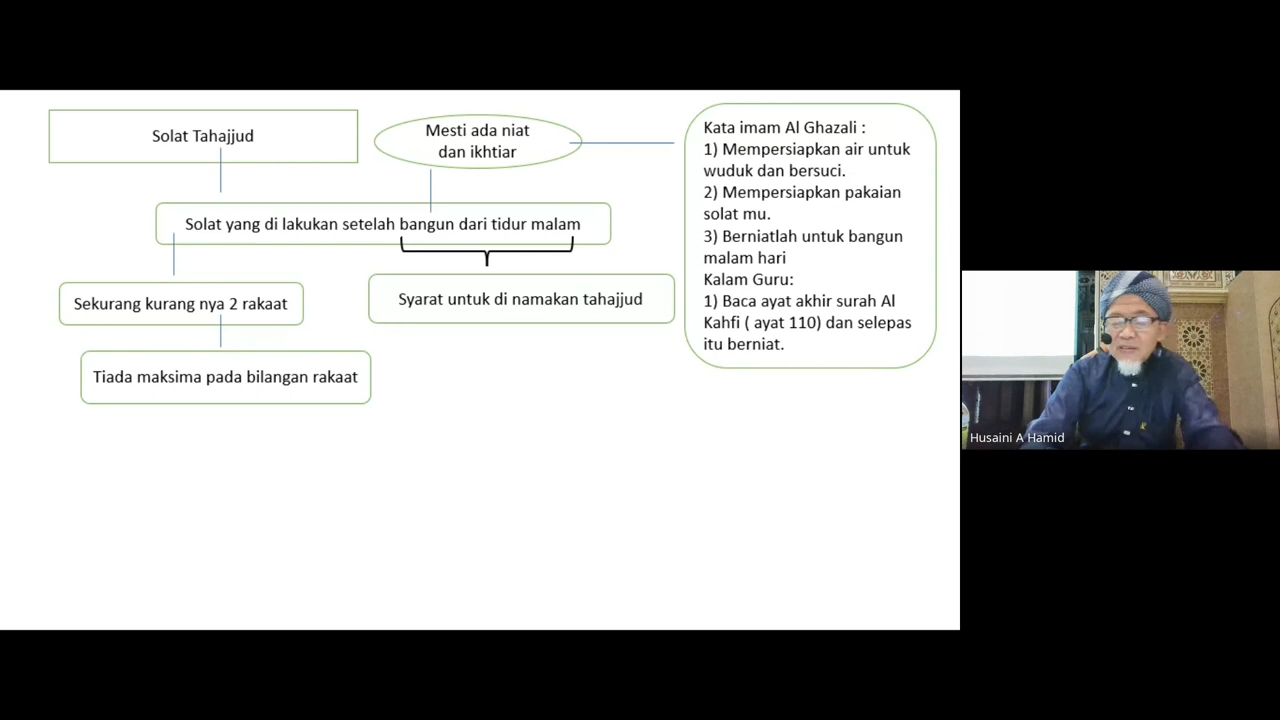 Solat Tahajjud
Mesti ada niat
dan ikhtiar
Solat yang di lakukan setelah bangun dari tidur malam
Sekurang kurang nya 2 rakaat
Syarat untuk di namakan tahajjud
Tiada maksima pada bilangan rakaat
Kata imam Al Ghazali :
1) Mempersiapkan air untuk
wuduk dan bersuci.
2) Mempersiapkan pakaian
solat mu.
3) Berniatlah untuk bangun
malam hari
Kalam Guru:
1) Baca ayat akhir surah Al
Kahfi ( ayat 110) dan selepas
itu berniat.
Husaini A Hamid